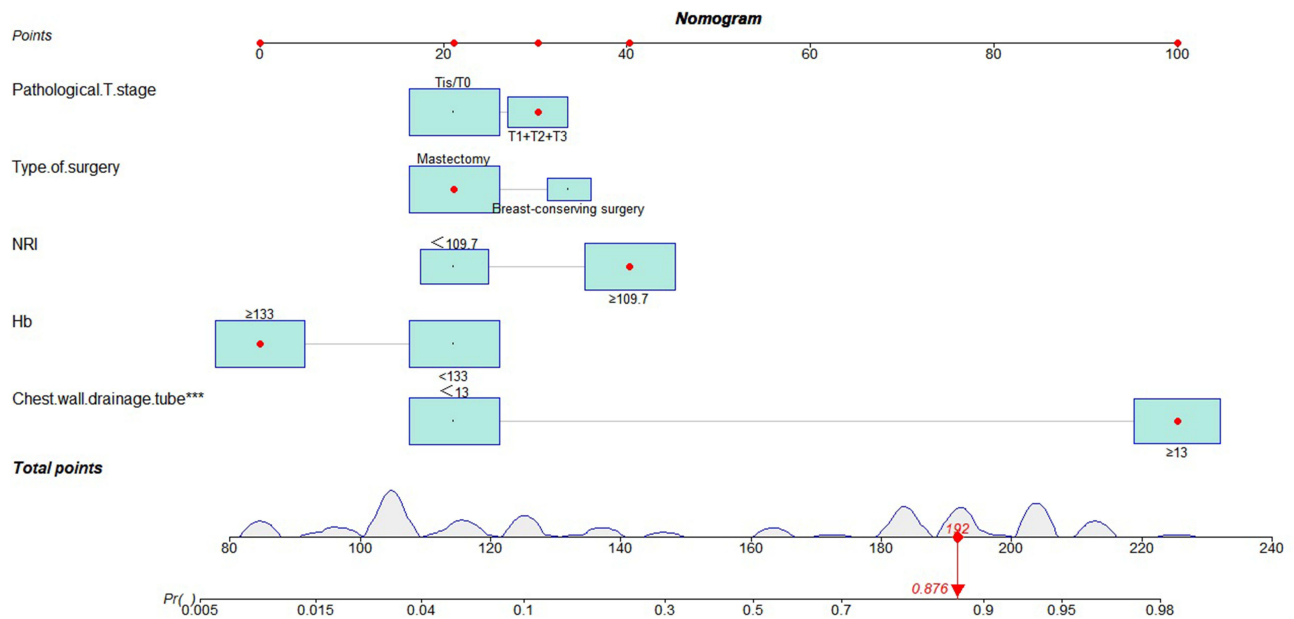 Nomogram
Points
0 20 40 60 80 100
Pathological.T.stage
Tis/T0
T1+T2+T3
Type.of.surgery
Mastectomy
Breast-conserving surgery
NRI
<109.7
≥109.7
Hb
≥133
<133
Chest.wall.drainage.tube***
<13
≥13
Total points
192
80 100 120 140 160 180 200 220 240
0.876
Pr( )
0.005 0.015 0.04 0.1 0.3 0.5 0.7 0.9 0.95 0.98